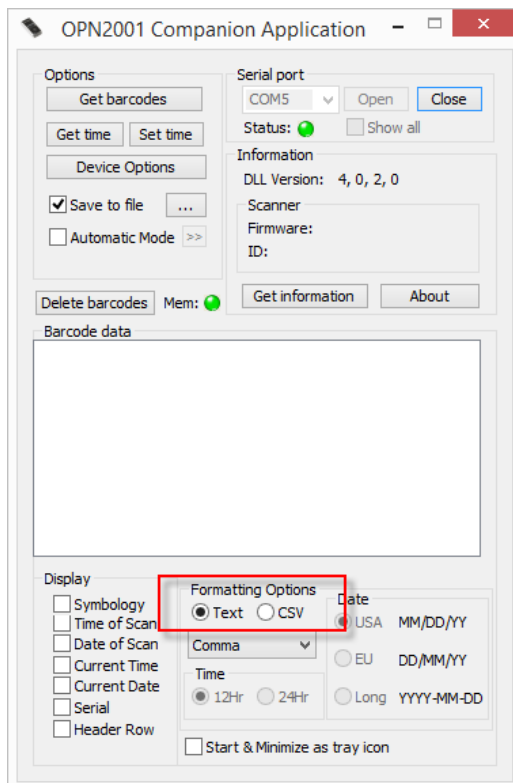 OPN2001 Companion Application
Options
Get barcodes
Get time Set time
Device Options
Save to file ...
Automatic Mode >>
Delete barcodes Mem:
Serial port
COM5 Open Close
Status: Show all
Information
DLL Version: 4, 0, 2, 0
Scanner
Firmware:
ID:
Get information About
Barcode data
Display
Symbology
Time of Scan
Date of Scan
Current Time
Current Date
Serial
Header Row
Formatting Options
Text CSV
Comma
Time
12Hr 24Hr
Date
USA MM/DD/YY
EU DD/MM/YY
Long YYYY-MM-DD
Start & Minimize as tray icon